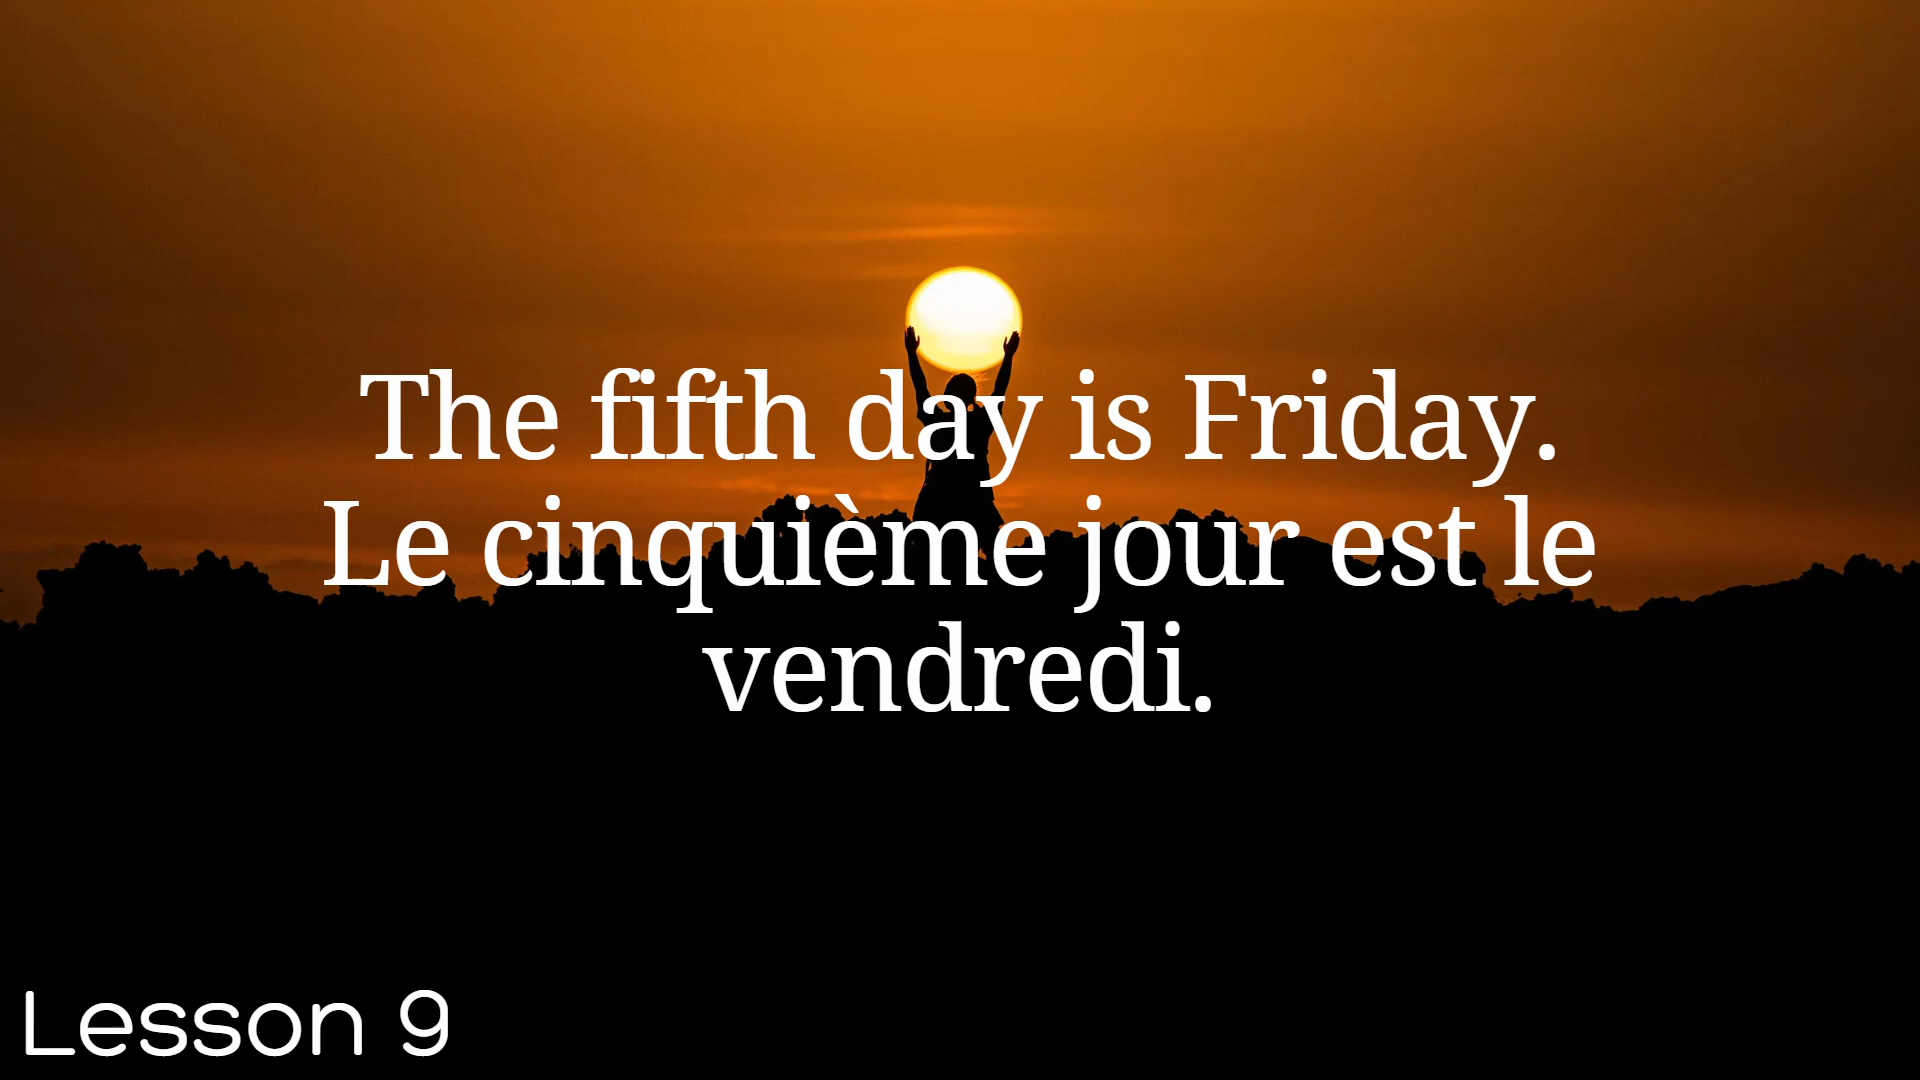 The fifth day is Friday.
Le cinquième jour est le
vendredi.
Lesson 9